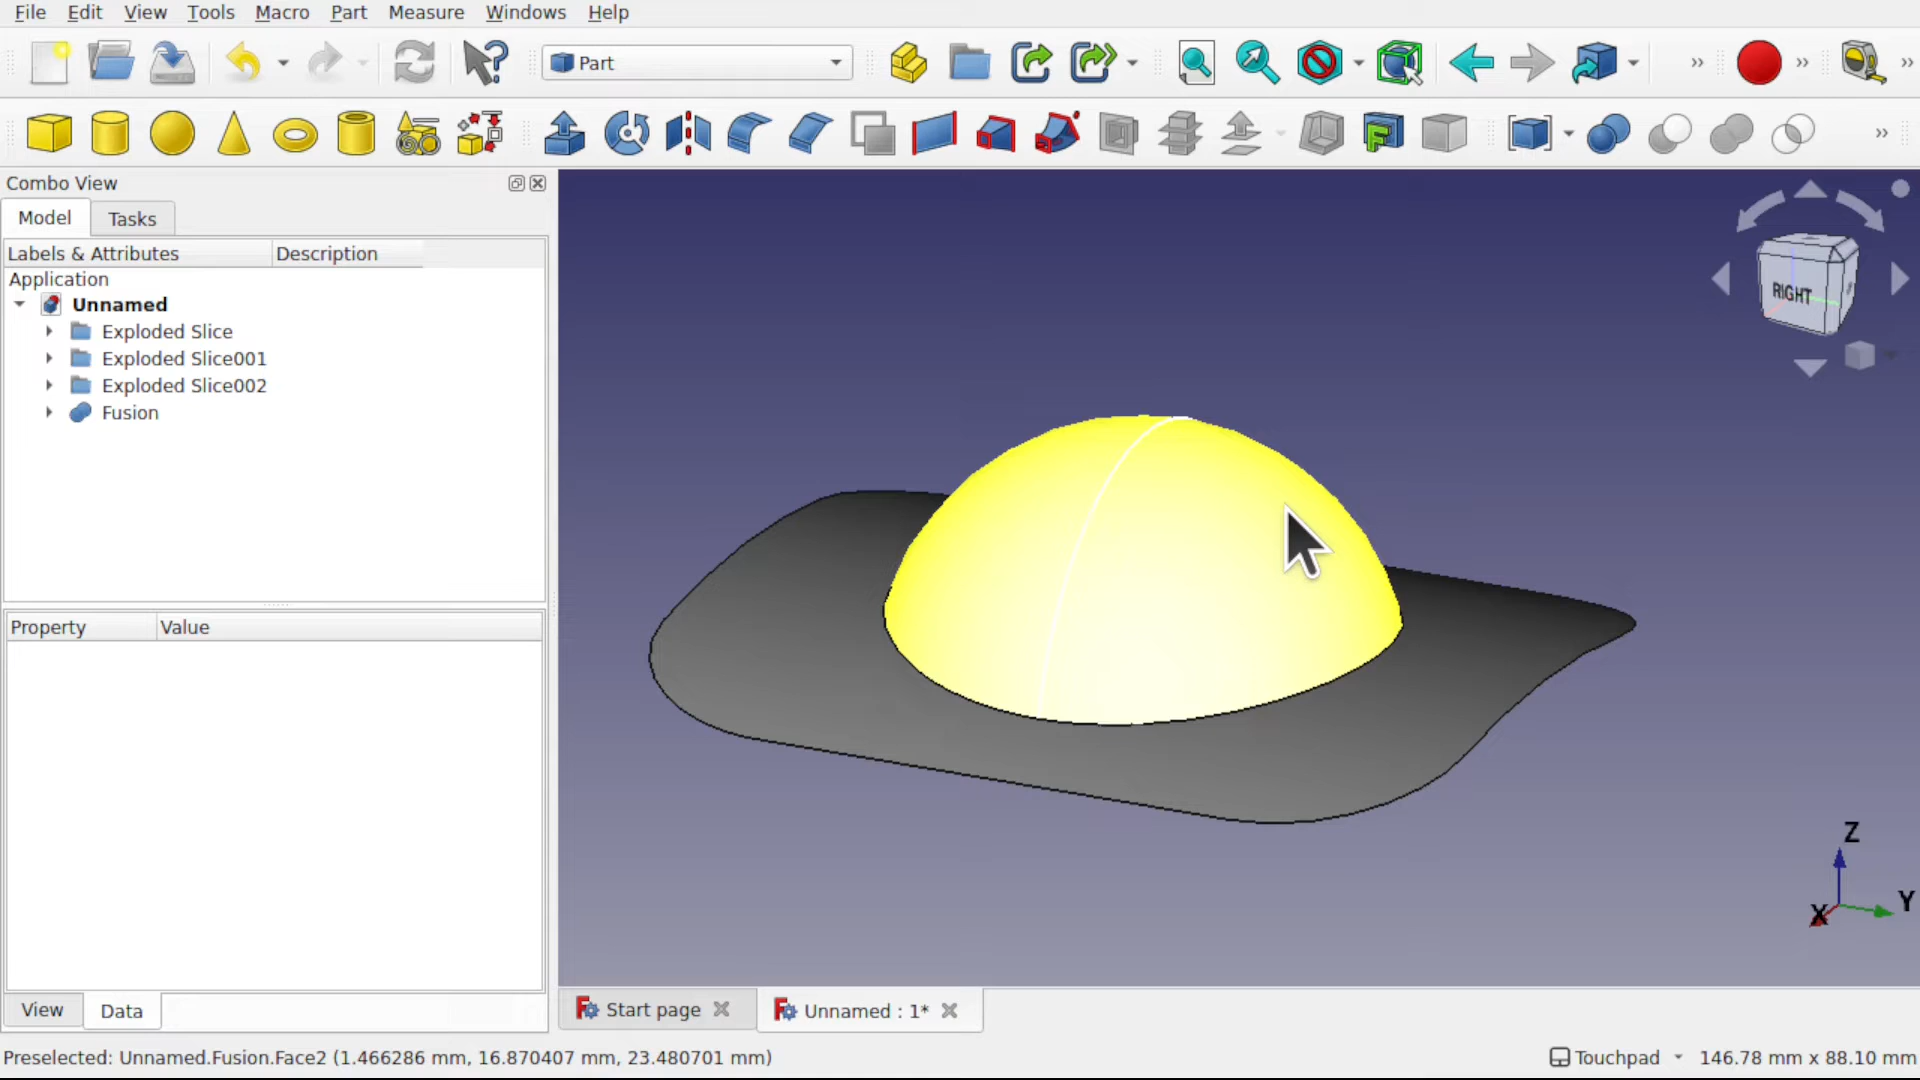 File Edit View Tools Macro Part Measure Windows Help
Part
Combo View
Model Tasks
Labels & Attributes Description
Application
Unnamed
Exploded Slice
Exploded Slice001
Exploded Slice002
Fusion
RIGHT
Property Value
Z
Y
X
View Data
Start page Unnamed : 1*
Preselected: Unnamed.Fusion.Face2 (1.466286 mm, 16.870407 mm, 23.480701 mm)
Touchpad 146.78 mm x 88.10 mm